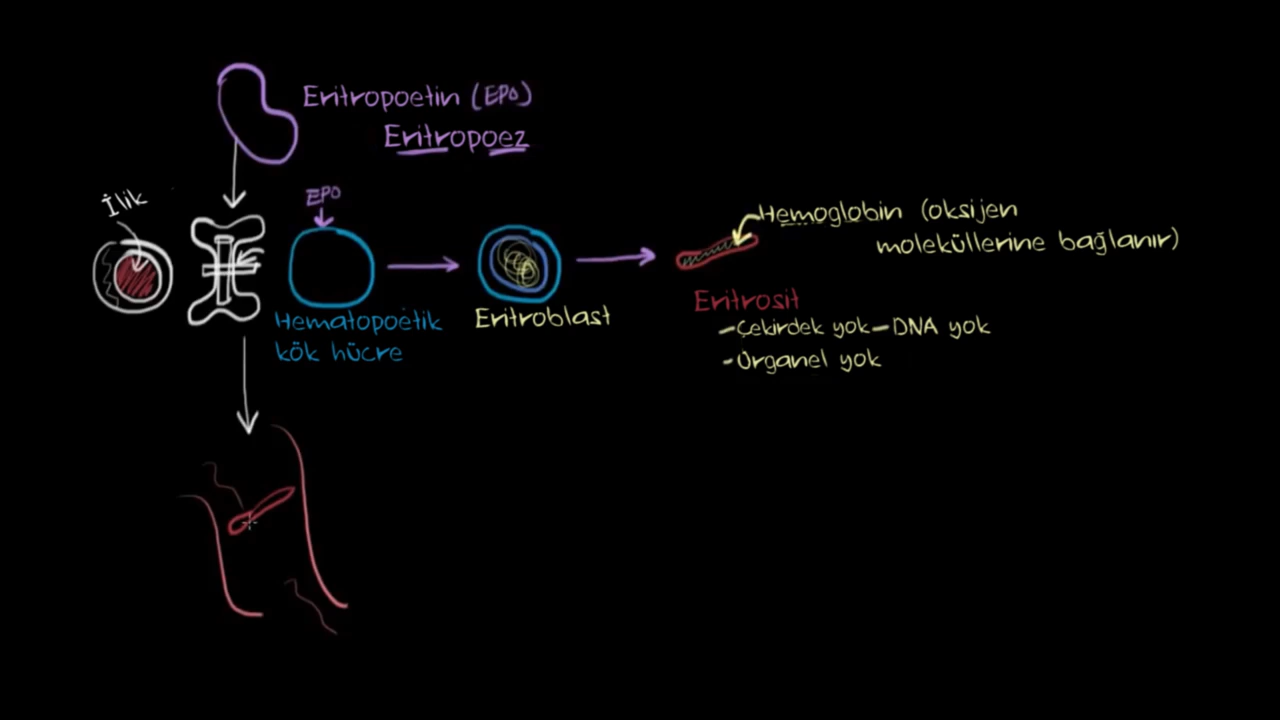 Eritropoetin (EPO)
Eritropoez
İlik
EPO
Hemoglobin (oksijen
moleküllerine bağlanır)
Hematopoetik
kök hücre
Eritroblast
Eritrosit
-Çekirdek yok-DNA yok
-Organel yok